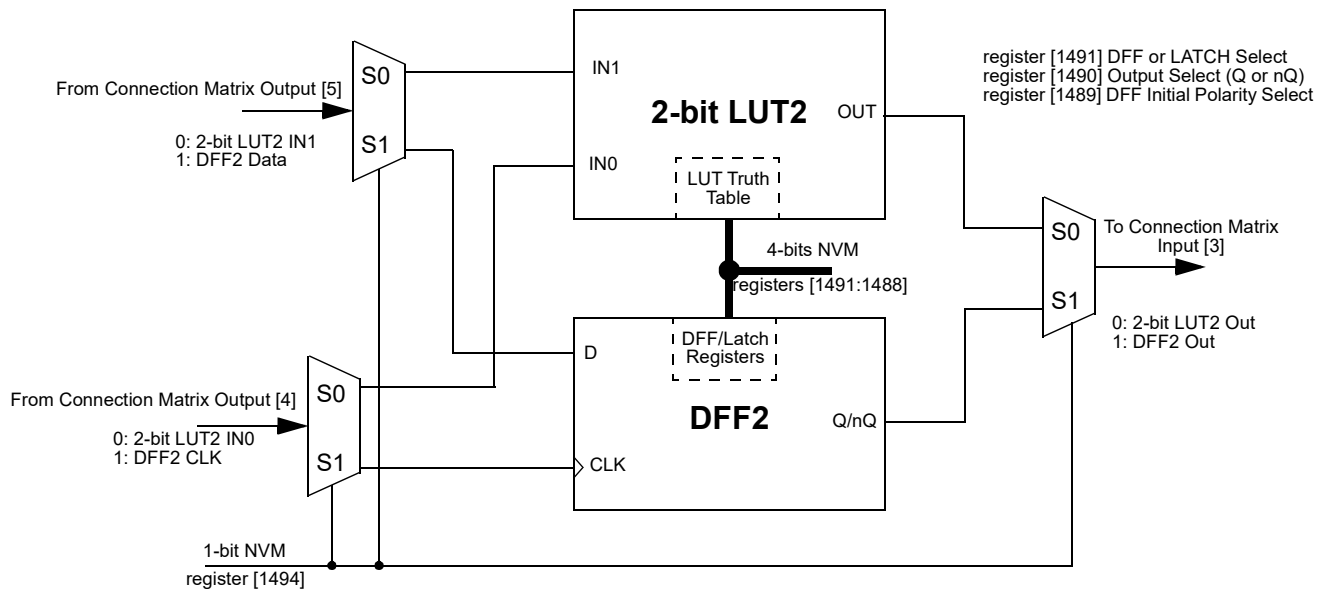 From Connection Matrix Output [5]
0: 2-bit LUT2 IN1
1: DFF2 Data
S0
S1
IN1
IN0
2-bit LUT2
OUT
LUT Truth
Table
register [1491] DFF or LATCH Select
register [1490] Output Select (Q or nQ)
register [1489] DFF Initial Polarity Select
4-bits NVM
registers [1491:1488]
S0
S1
To Connection Matrix
Input [3]
0: 2-bit LUT2 Out
1: DFF2 Out
From Connection Matrix Output [4]
0: 2-bit LUT2 IN0
1: DFF2 CLK
S0
S1
D
CLK
DFF/Latch
Registers
DFF2
Q/nQ
1-bit NVM
register [1494]